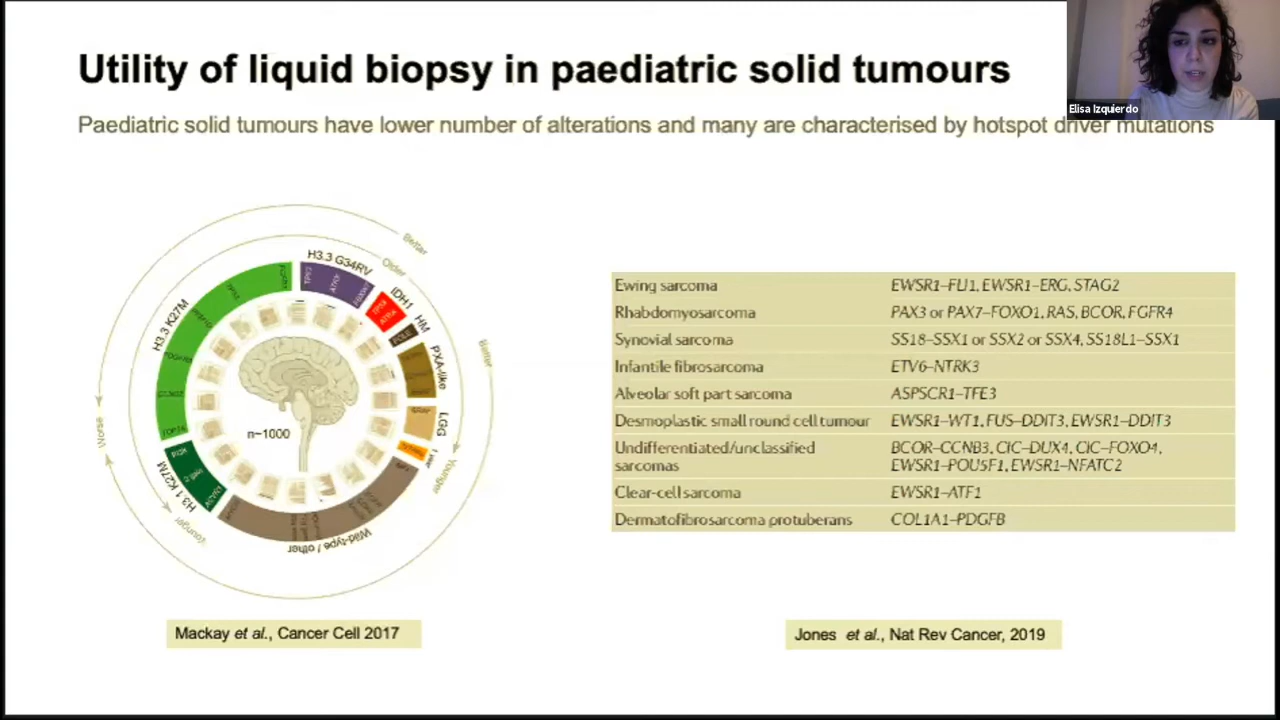 Utility of liquid biopsy in paediatric solid tumours
Elisa Izquierdo
Paediatric solid tumours have lower number of alterations and many are characterised by hotspot driver mutations
Better
Older
H3.3 G34RV
IDH1
HM
PXA-like
LGG
Better
Younger
Wild-type / other
Younger
H3.1 K27M
Worse
H3.3 K27M
n~1000
Ewing sarcoma EWSR1–FLI1, EWSR1–ERG, STAG2
Rhabdomyosarcoma PAX3 or PAX7–FOXO1, RAS, BCOR, FGFR4
Synovial sarcoma SS18–SSX1 or SSX2 or SSX4, SS18L1–SSX1
Infantile fibrosarcoma ETV6–NTRK3
Alveolar soft part sarcoma ASPSCR1–TFE3
Desmoplastic small round cell tumour EWSR1–WT1, FUS–DDIT3, EWSR1–DDIT3
Undifferentiated/unclassified BCOR–CCNB3, CIC–DUX4, CIC–FOXO4,
sarcomas EWSR1–POU5F1, EWSR1–NFATC2
Clear-cell sarcoma EWSR1–ATF1
Dermatofibrosarcoma protuberans COL1A1–PDGFB
Mackay et al., Cancer Cell 2017
Jones et al., Nat Rev Cancer, 2019